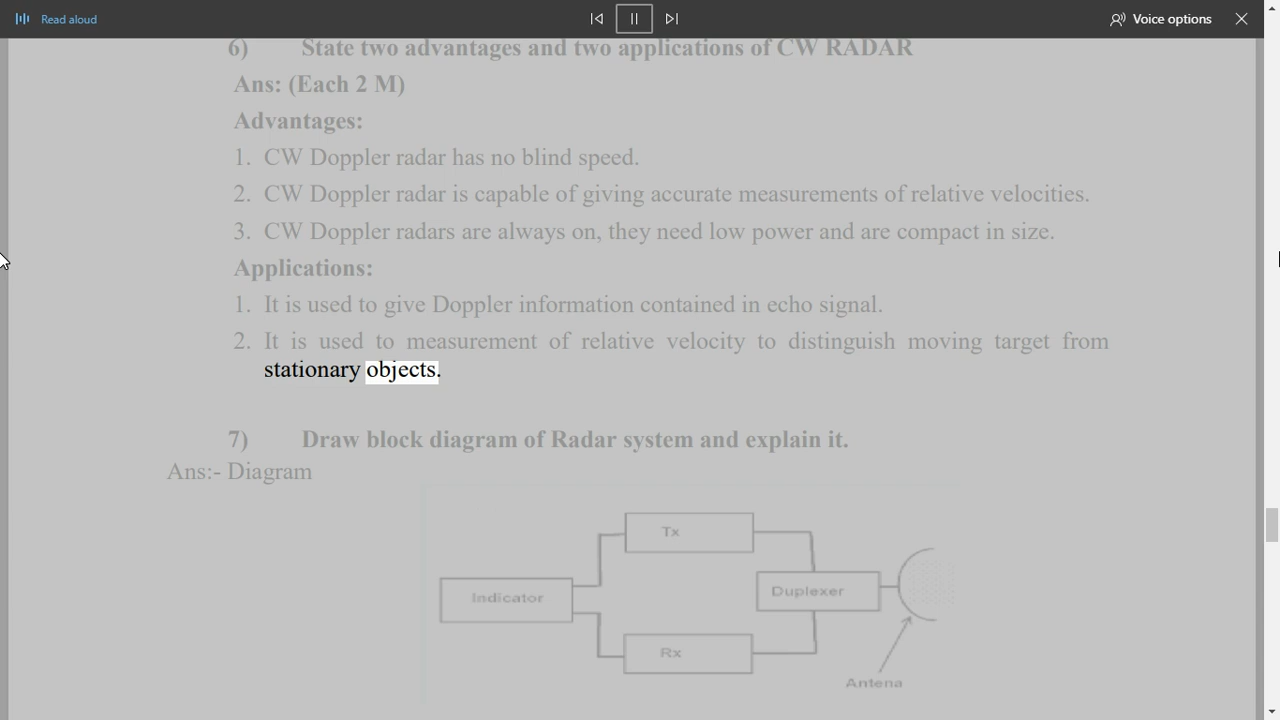 Read aloud
Voice options
6) State two advantages and two applications of CW RADAR
Ans: (Each 2 M)
Advantages:
1. CW Doppler radar has no blind speed.
2. CW Doppler radar is capable of giving accurate measurements of relative velocities.
3. CW Doppler radars are always on, they need low power and are compact in size.
Applications:
1. It is used to give Doppler information contained in echo signal.
2. It is used to measurement of relative velocity to distinguish moving target from
stationary objects.
7) Draw block diagram of Radar system and explain it.
Ans:- Diagram
Tx
Indicator
Duplexer
Rx
Antena